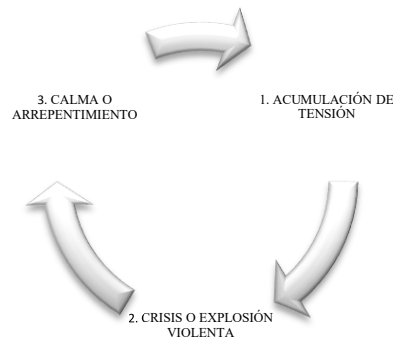 3. CALMA O
ARREPENTIMIENTO
1. ACUMULACIÓN DE
TENSIÓN
2. CRISIS O EXPLOSIÓN
VIOLENTA